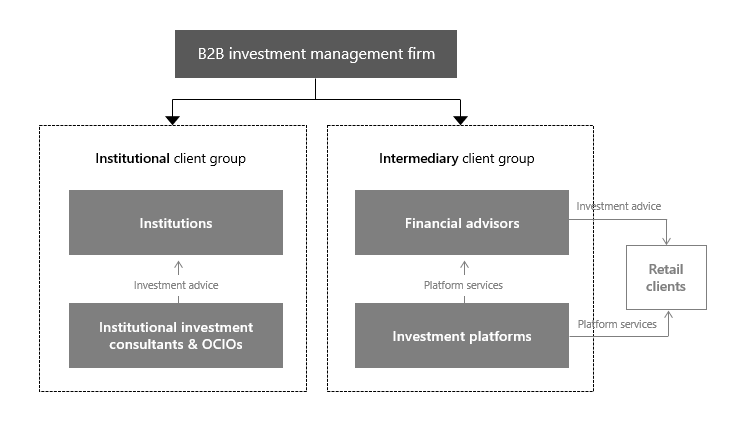 B2B investment management firm
Institutional client group
Intermediary client group
Institutions
Financial advisors
Investment advice
Investment advice
Platform services
Retail
clients
Institutional investment
consultants & OCIOs
Investment platforms
Platform services